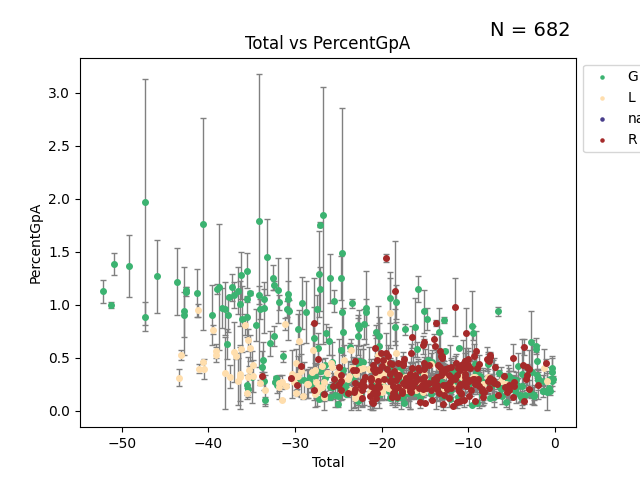 N = 682
Total vs PercentGpA
G
L
na
R
PercentGpA
3.0
2.5
2.0
1.5
1.0
0.5
0.0
−50
−40
−30
−20
−10
0
Total